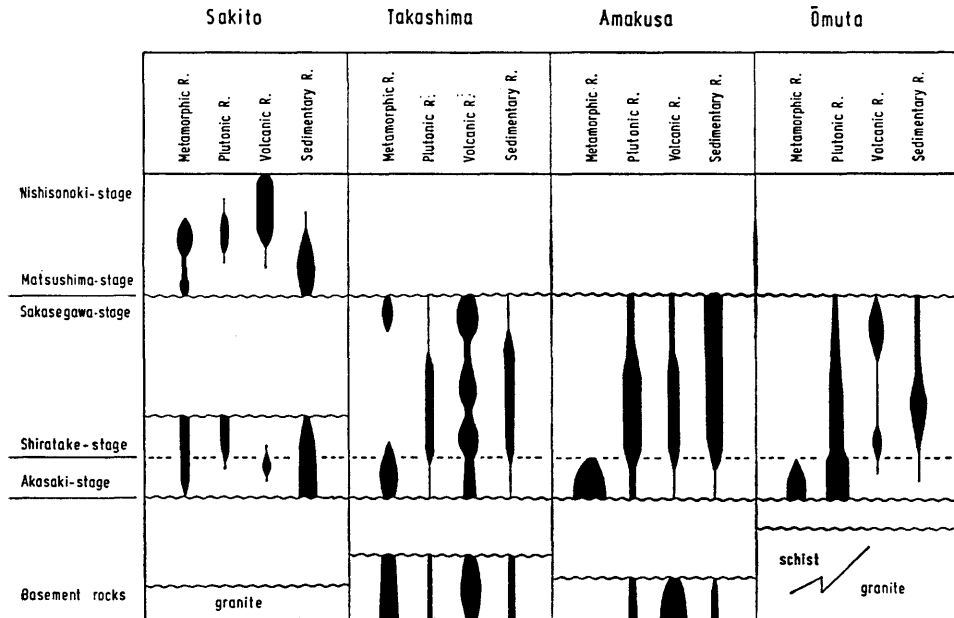 Sakito
Takashima
Amakusa
Ōmuta
Metamorphic R.
Plutonic R.
Volcanic R.
Sedimentary R.
Metamorphic R.
Plutonic R.
Volcanic R.
Sedimentary R.
Metamorphic R.
Plutonic R.
Volcanic R.
Sedimentary R.
Metamorphic R.
Plutonic R.
Volcanic R.
Sedimentary R.
Nishisonoki-stage
Matsushima-stage
Sakasegawa-stage
Shiratake-stage
Akasaki-stage
Basement rocks
granite
schist
granite